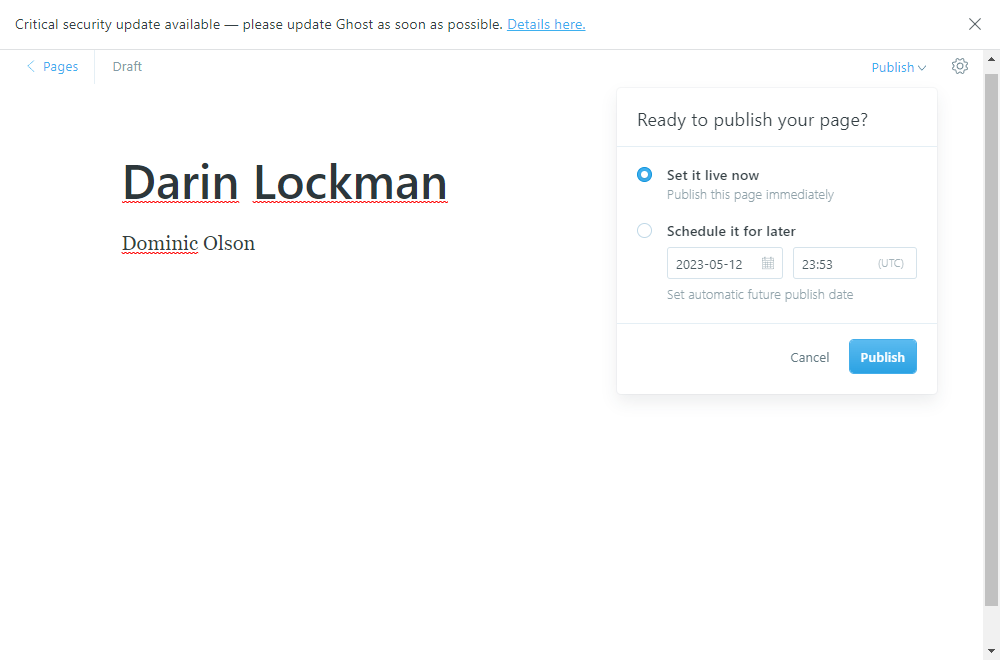 Critical security update available — please update Ghost as soon as possible. Details here.
Pages
Draft
Publish
Ready to publish your page?
Darin Lockman
Dominic Olson
Set it live now
Publish this page immediately
Schedule it for later
2023-05-12
23:53
(UTC)
Set automatic future publish date
Cancel
Publish